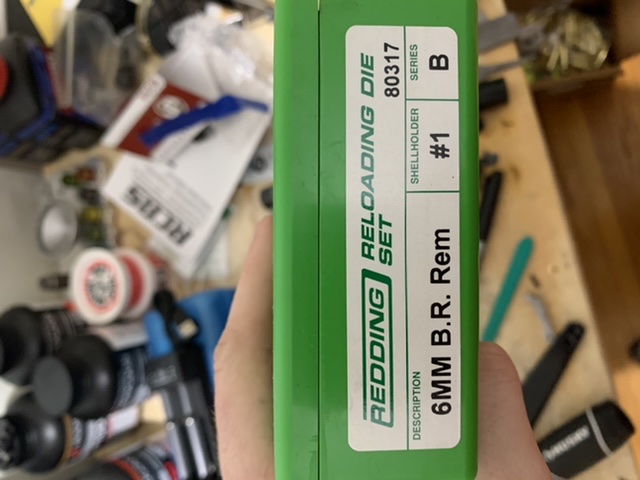 REDDING RELOADING DIE SET
80317
DESCRIPTION
6MM B.R. Rem
SHELLHOLDER
#1
SERIES
B
RCBS